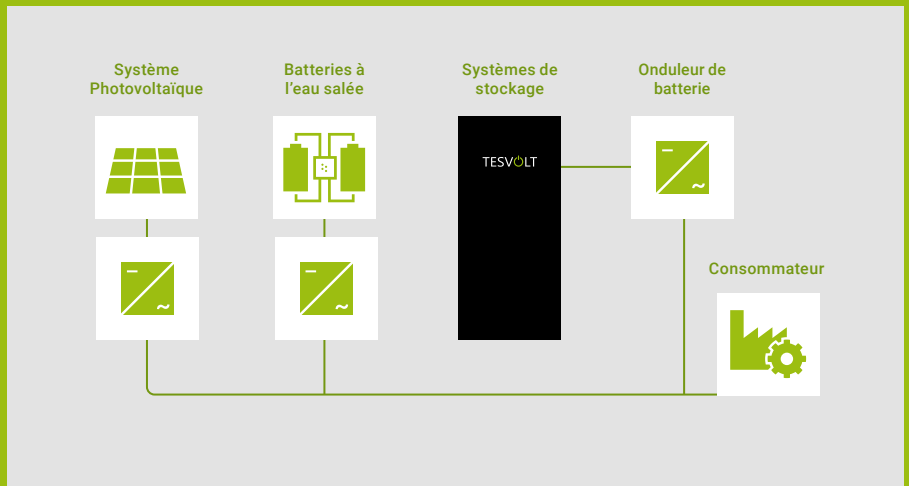 Système
Photovoltaïque
Batteries à
l’eau salée
Systèmes de
stockage
Onduleur de
batterie
TESVOLT
Consommateur